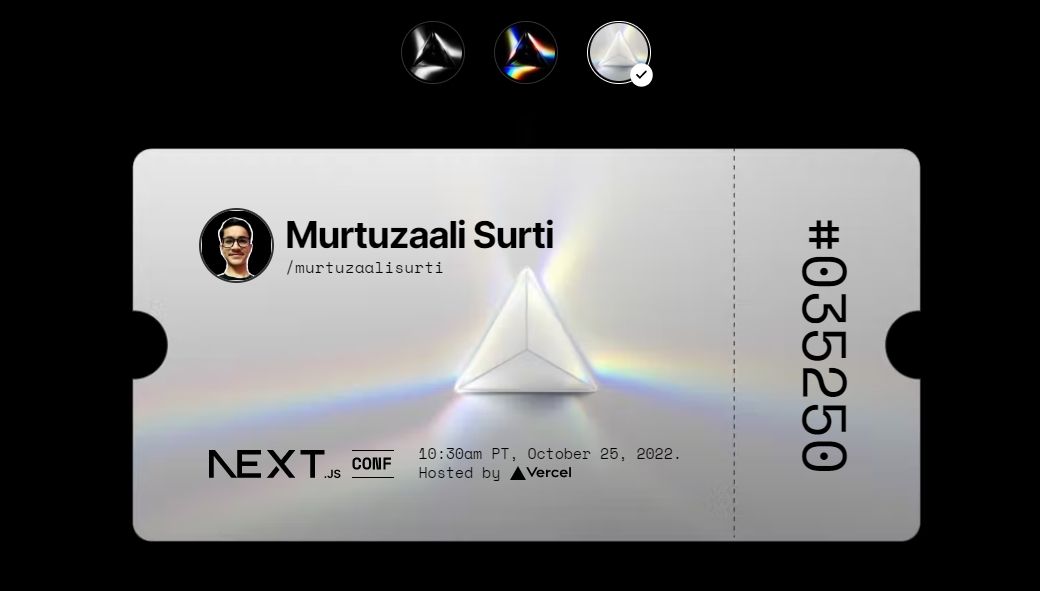 Murtuzaali Surti
/murtuzaalisurti
#035250
NEXT.JS CONF
10:30am PT, October 25, 2022.
Hosted by Vercel